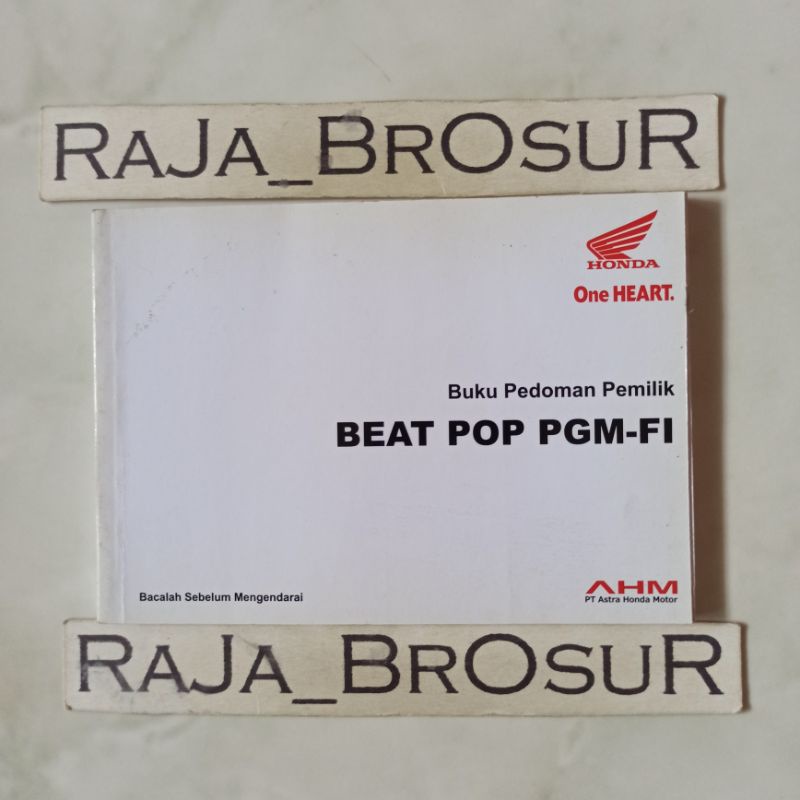 RAJA_BROSUR
HONDA
One HEART.
Buku Pedoman Pemilik
BEAT POP PGM-FI
Bacalah Sebelum Mengendarai
AHM
PT Astra Honda Motor
RAJA_BROSUR